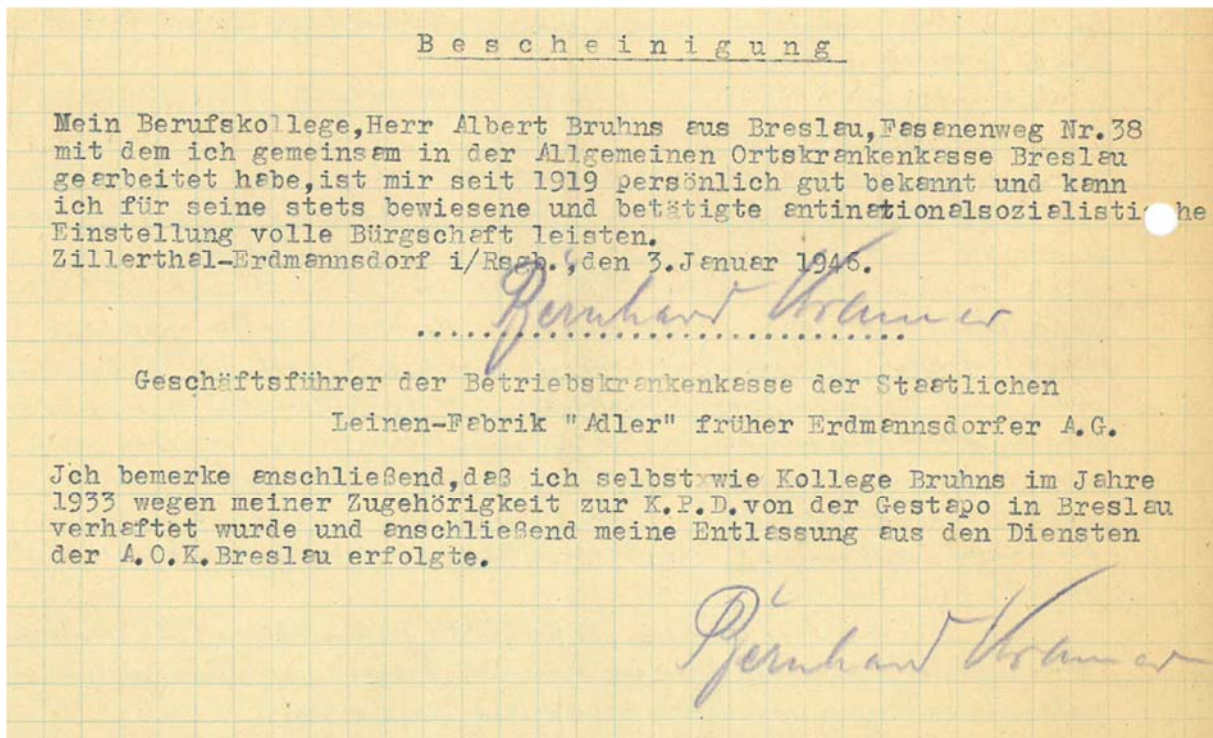 Bescheinigung
Mein Berufskollege,Herr Albert Bruhns aus Breslau,Fasanenweg Nr.38
mit dem ich gemeinsam in der Allgemeinen Ortskrankenkasse Breslau
gearbeitet habe,ist mir seit 1919 persönlich gut bekannt und kann
ich für seine stets bewiesene und betätigte antinationalsozialisti he
Einstellung volle Bürgschaft leisten.
Zillerthal-Erdmannsdorf i/Rsgb.,den 3.Januar 1946.
Bernhard Kramer
Geschäftsführer der Betriebskrankenkasse der Staatlichen
Leinen-Fabrik "Adler" früher Erdmannsdorfer A.G.
Jch bemerke anschließend,daß ich selbst wie Kollege Bruhns im Jahre
1933 wegen meiner Zugehörigkeit zur K.P.D.von der Gestapo in Breslau
verhaftet wurde und anschließend meine Entlassung aus den Diensten
der A.O.K.Breslau erfolgte.
Bernhard Kramer